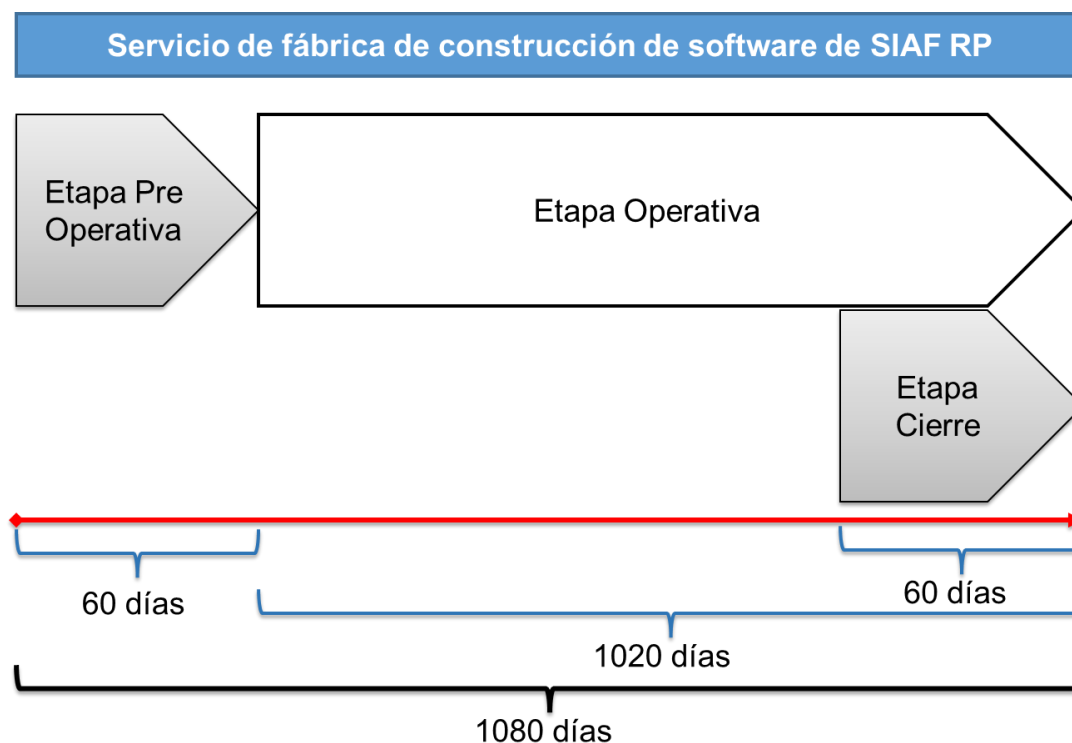 Servicio de fábrica de construcción de software de SIAF RP
Etapa Pre
Operativa
Etapa Operativa
Etapa
Cierre
60 días
60 días
1020 días
1080 días